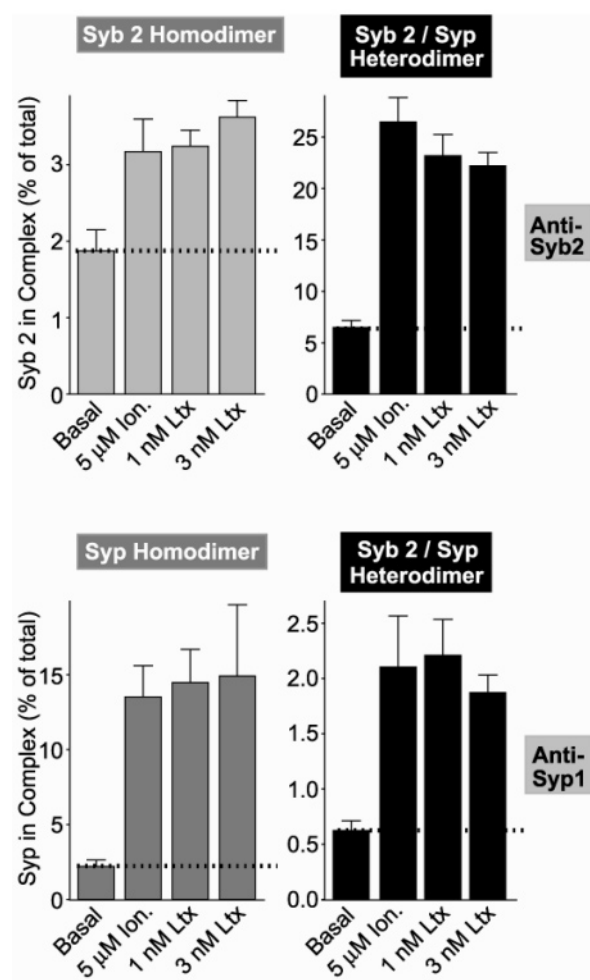 Syb 2 Homodimer
Syb 2 / Syp
Heterodimer
Syb 2 in Complex (% of total)
3
2
1
0
25
20
15
10
5
0
Anti-
Syb2
Basal
5 µM Ion.
1 nM Ltx
3 nM Ltx
Basal
5 µM Ion.
1 nM Ltx
3 nM Ltx
Syp Homodimer
Syb 2 / Syp
Heterodimer
Syp in Complex (% of total)
15
10
5
0
2.5
2.0
1.5
1.0
0.5
0.0
Anti-
Syp1
Basal
5 µM Ion.
1 nM Ltx
3 nM Ltx
Basal
5 µM Ion.
1 nM Ltx
3 nM Ltx